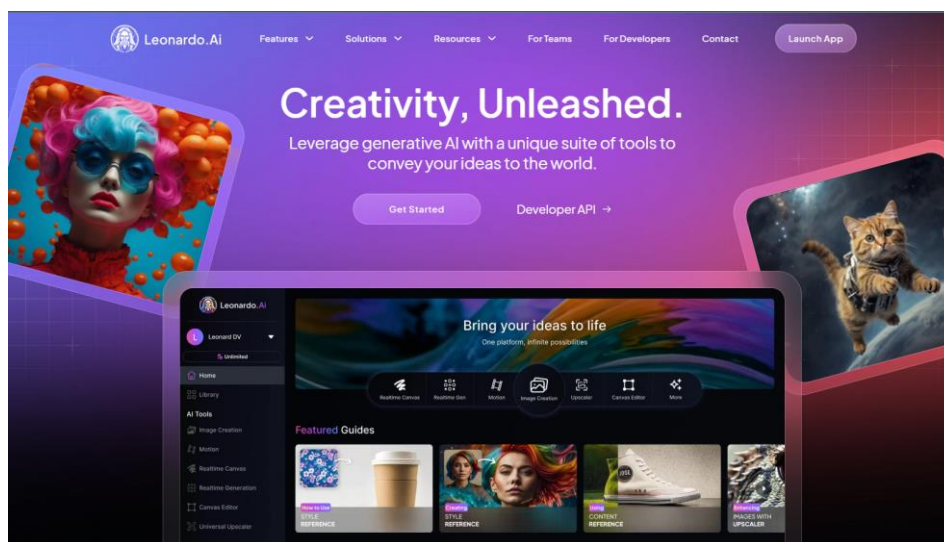 Leonardo.Ai
Features
Solutions
Resources
For Teams
For Developers
Contact
Launch App
Creativity, Unleashed.
Leverage generative AI with a unique suite of tools to
convey your ideas to the world.
Get Started
Developer API →
Leonardo.Ai
L
Leonard DV
Unlimited
Home
Library
AI Tools
Image Creation
Motion
Realtime Canvas
Realtime Generation
Canvas Editor
Universal Upscaler
Bring your ideas to life
One platform, infinite possibilities
Realtime Canvas
Realtime Gen
Motion
Image Creation
Upscaler
Canvas Editor
More
Featured Guides
How to Use
STYLE
REFERENCE
Creating
STYLE
REFERENCE
JOSE
Using
CONTENT
REFERENCE
Enhancing
IMAGES WITH
UPSCALER